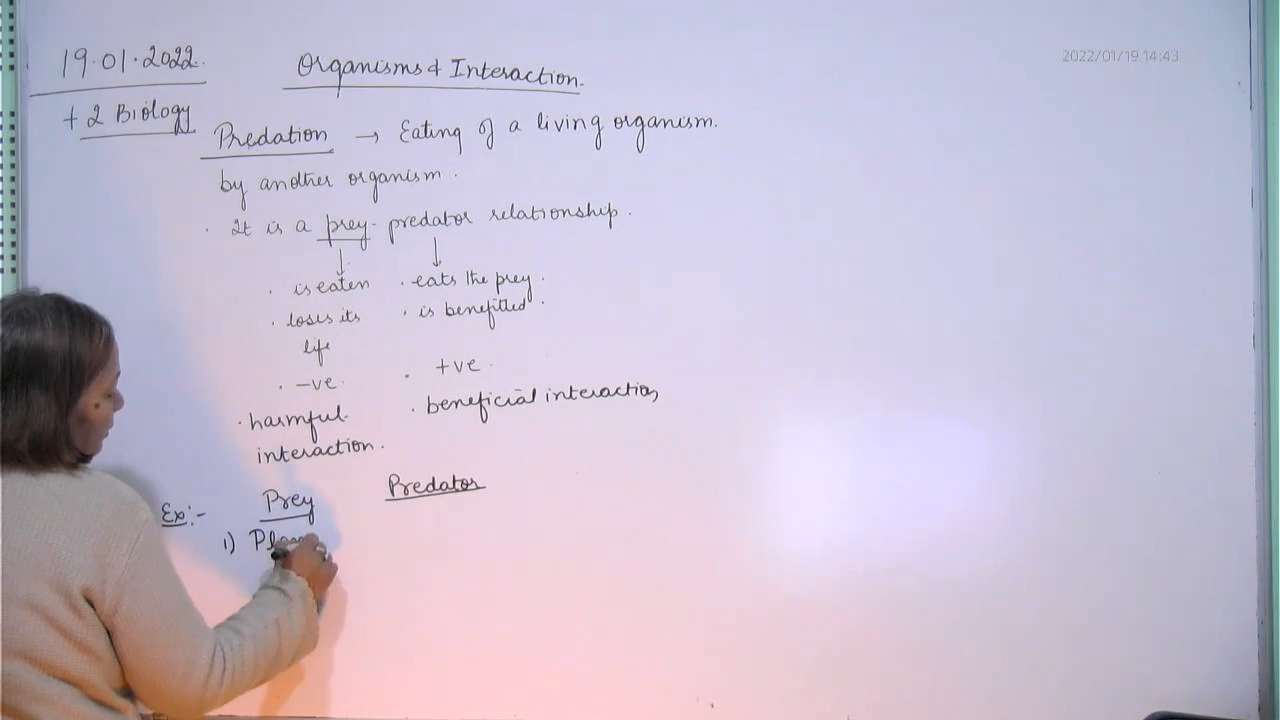 19.01.2022.
Organisms & Interaction.
2022/01/19 14:43
+2 Biology
Predation → Eating of a living organism.
by another organism.
· It is a prey - predator relationship.
↓ ↓
· is eaten · eats the prey.
· loses its · is benefitted.
life
· -ve. · +ve.
· harmful · beneficial interaction,
interaction.
Ex:- Prey Predator
1)